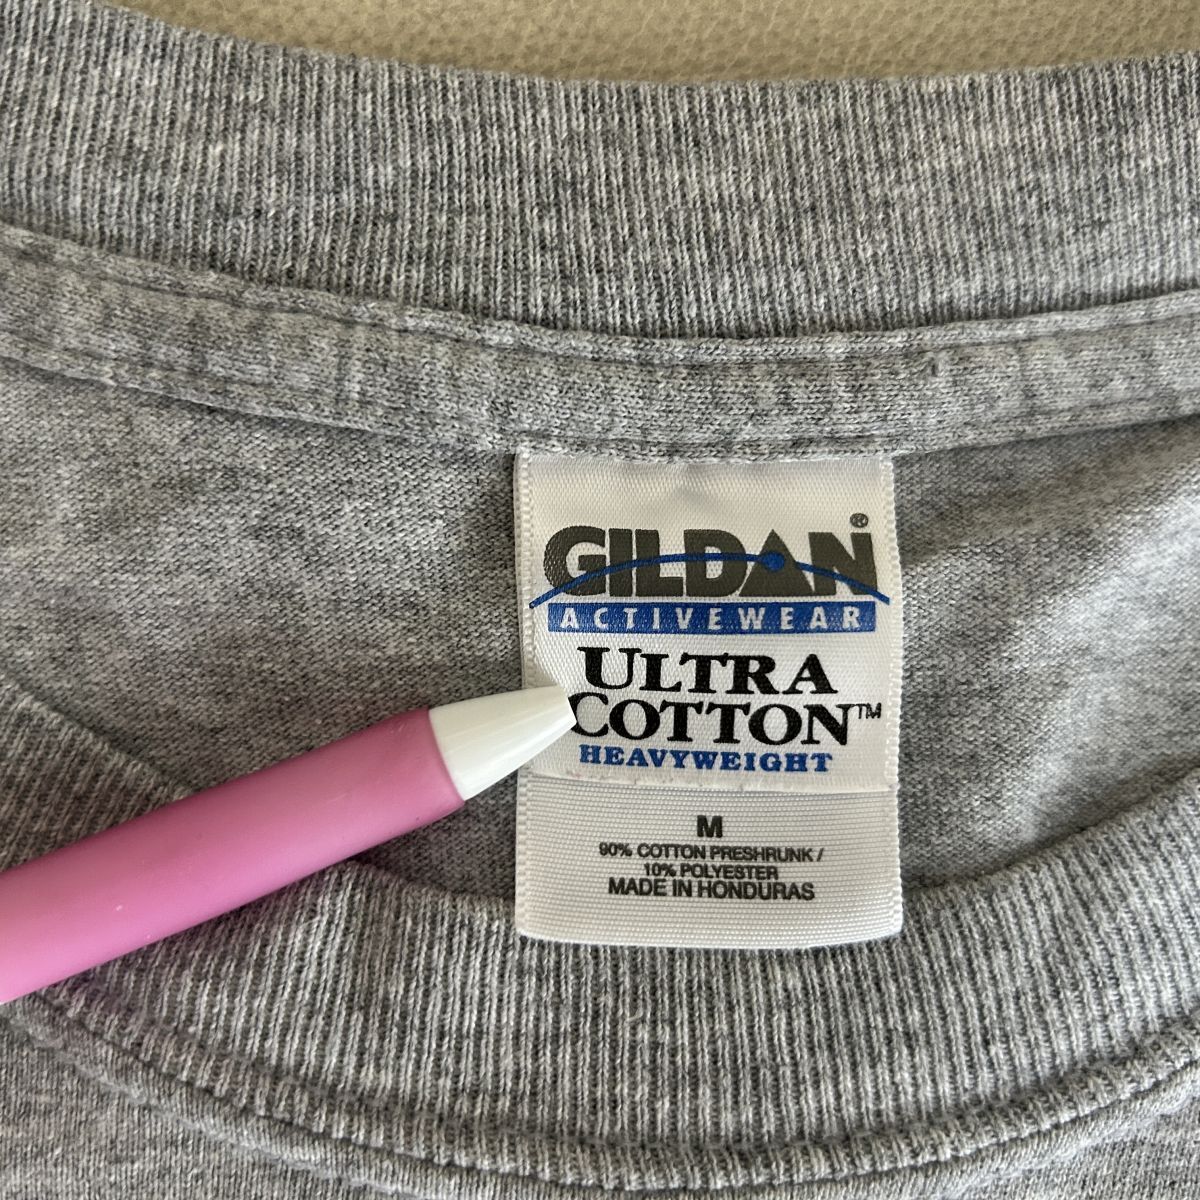 GILDAN®
ACTIVEWEAR
ULTRA
COTTON™
HEAVYWEIGHT
M
90% COTTON PRESHRUNK /
10% POLYESTER
MADE IN HONDURAS